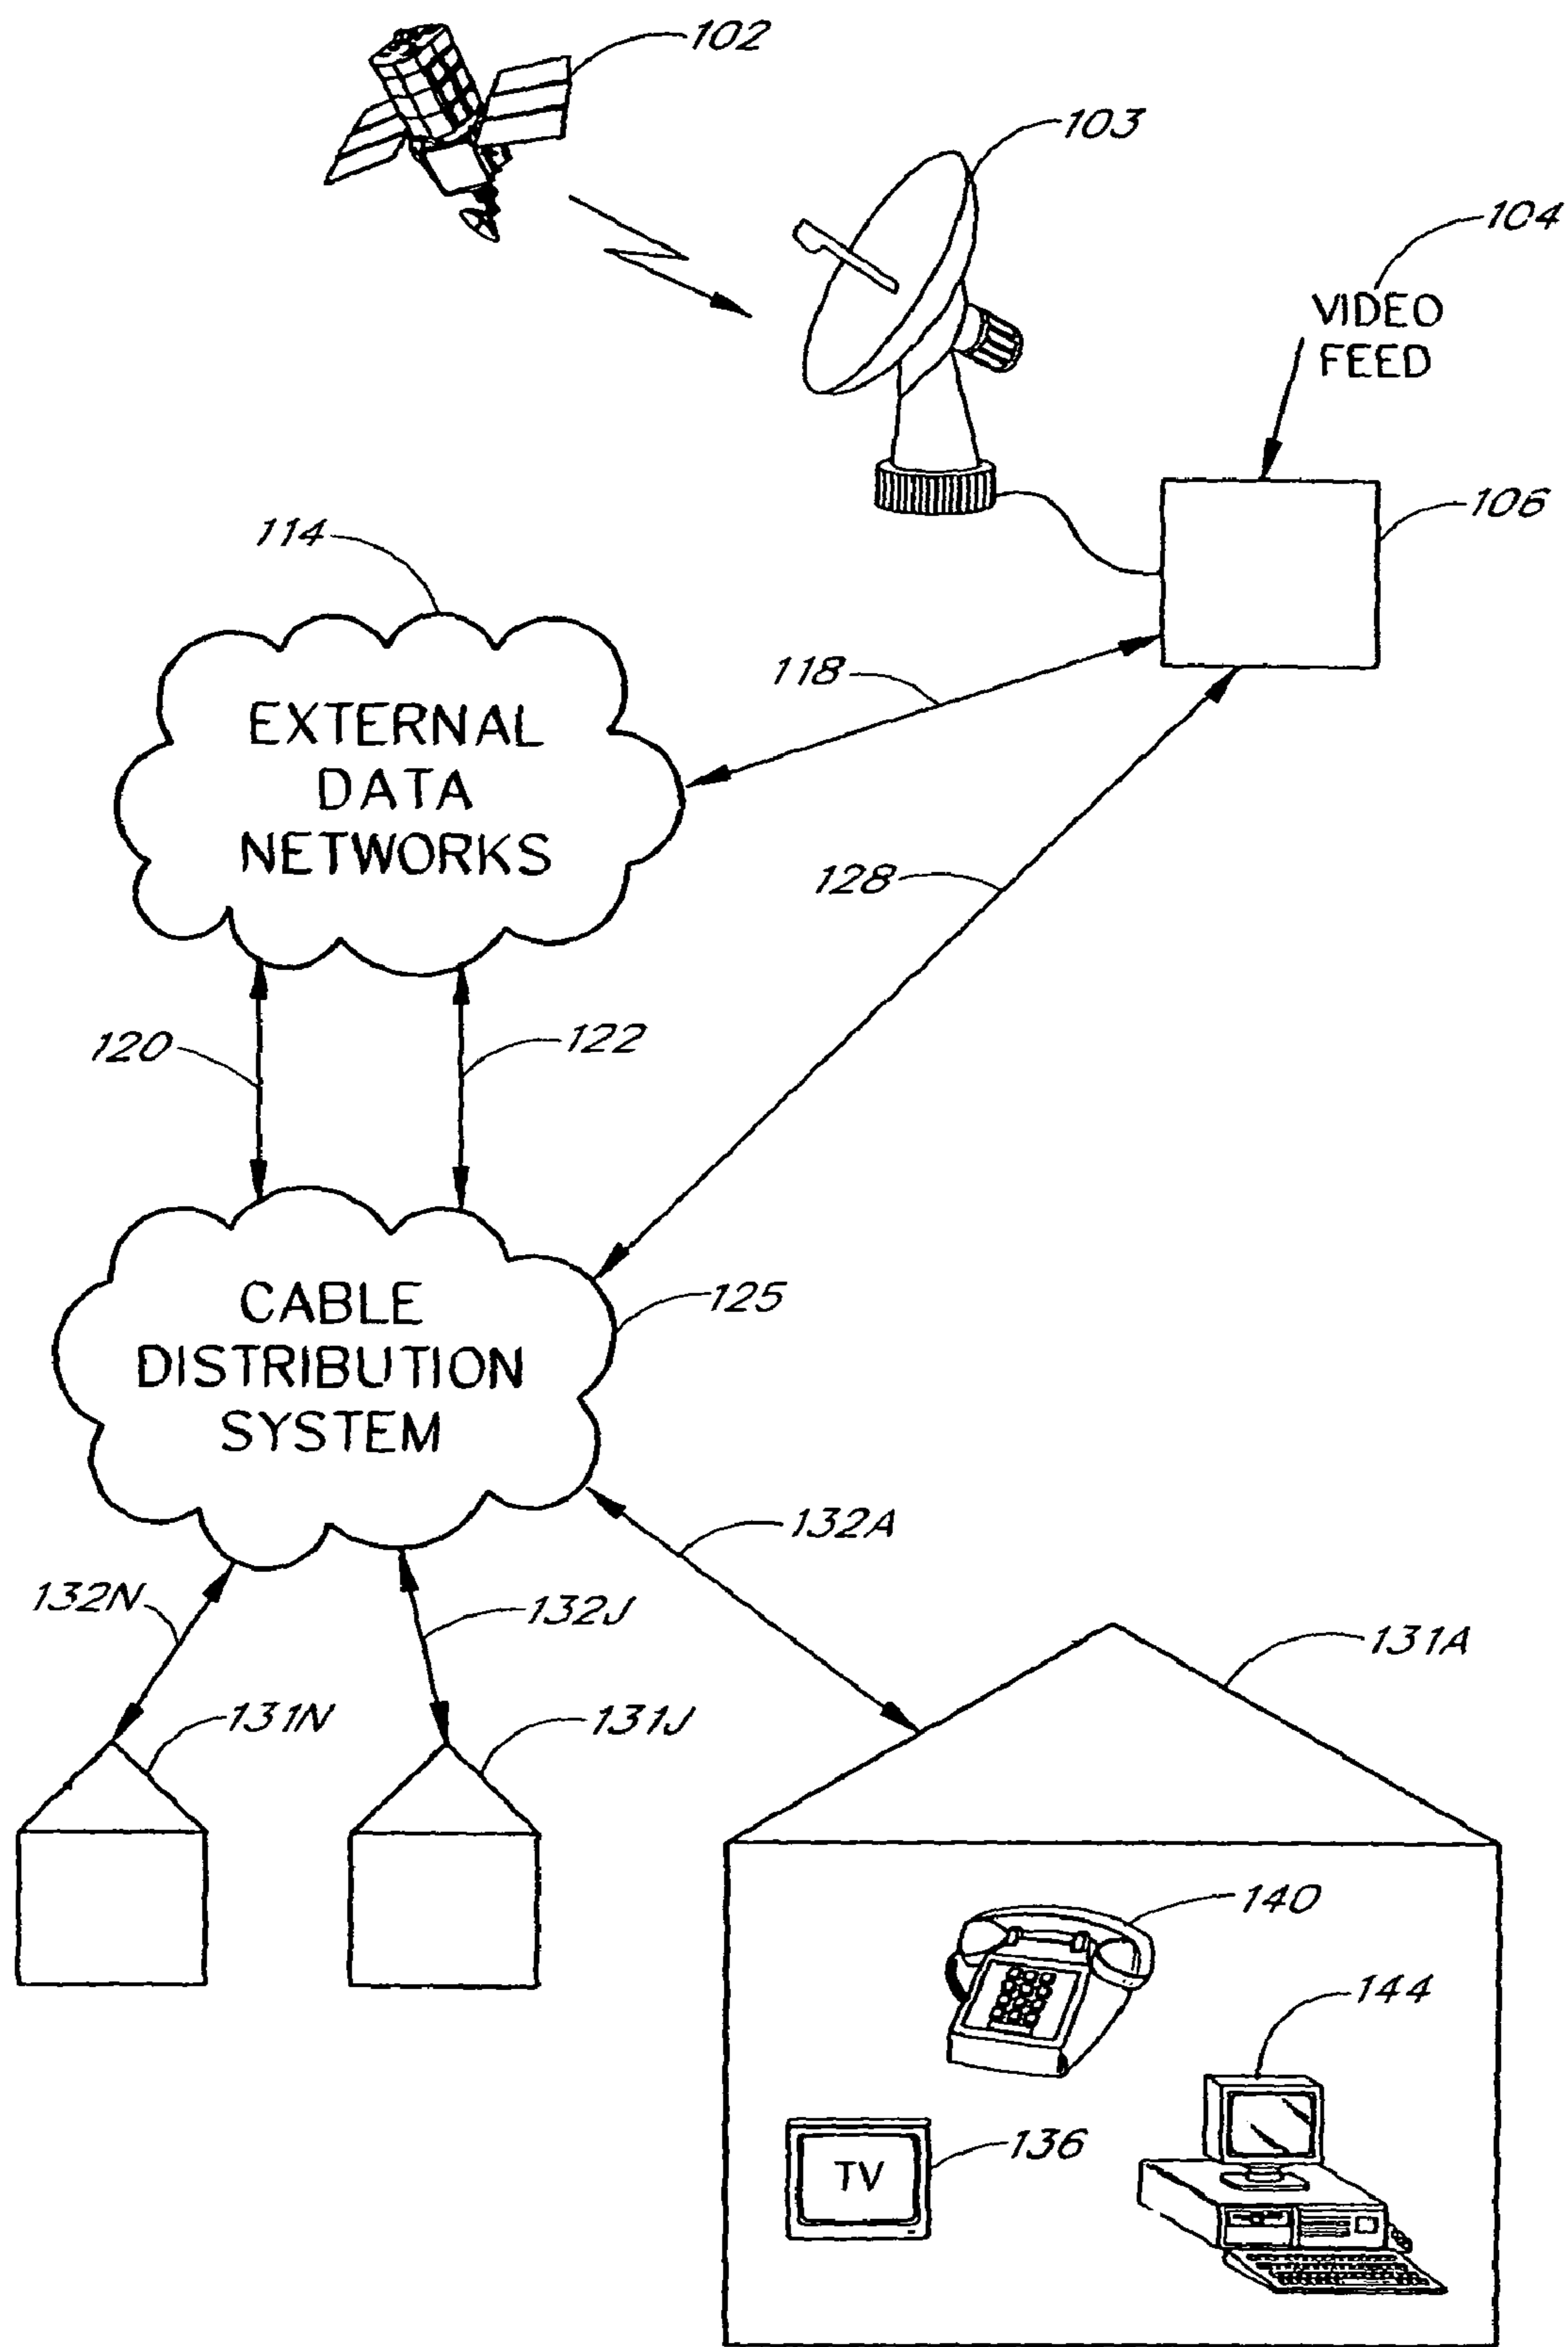 102
103
104
VIDEO
FEED
106
114
118
EXTERNAL
DATA
NETWORKS
128
120
122
CABLE
DISTRIBUTION
SYSTEM
125
132A
132N
132J
131A
131N
131J
140
144
136
TV